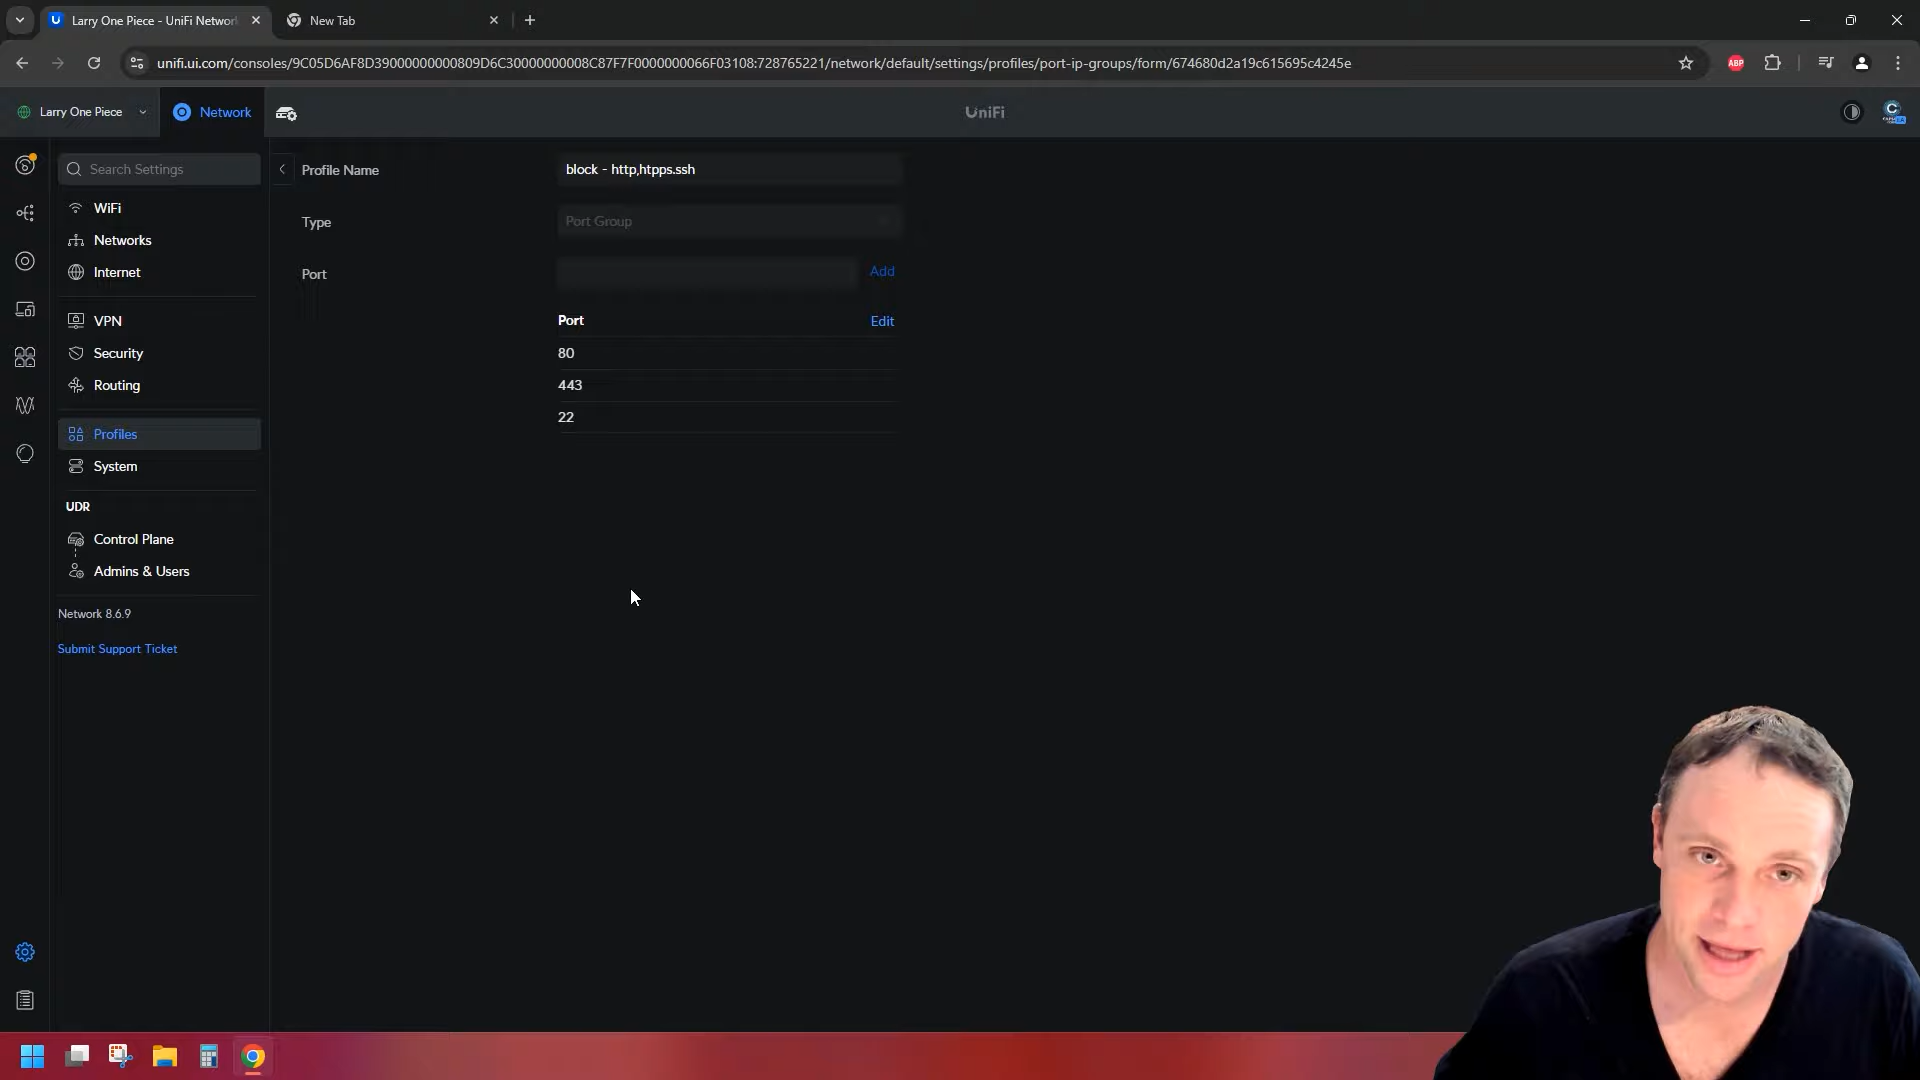 Larry One Piece - UniFi Networ
New Tab
unifi.ui.com/consoles/9C05D6AF8D39000000000809D6C30000000008C87F7F0000000066F03108:728765221/network/default/settings/profiles/port-ip-groups/form/674680d2a19c615695c4245e
ABP
Larry One Piece
Network
UniFi
Search Settings
WiFi
Networks
Internet
VPN
Security
Routing
Profiles
System
UDR
Control Plane
Admins & Users
Network 8.6.9
Submit Support Ticket
Profile Name
block - http,htpps.ssh
Type
Port Group
Port
Add
Port
Edit
80
443
22